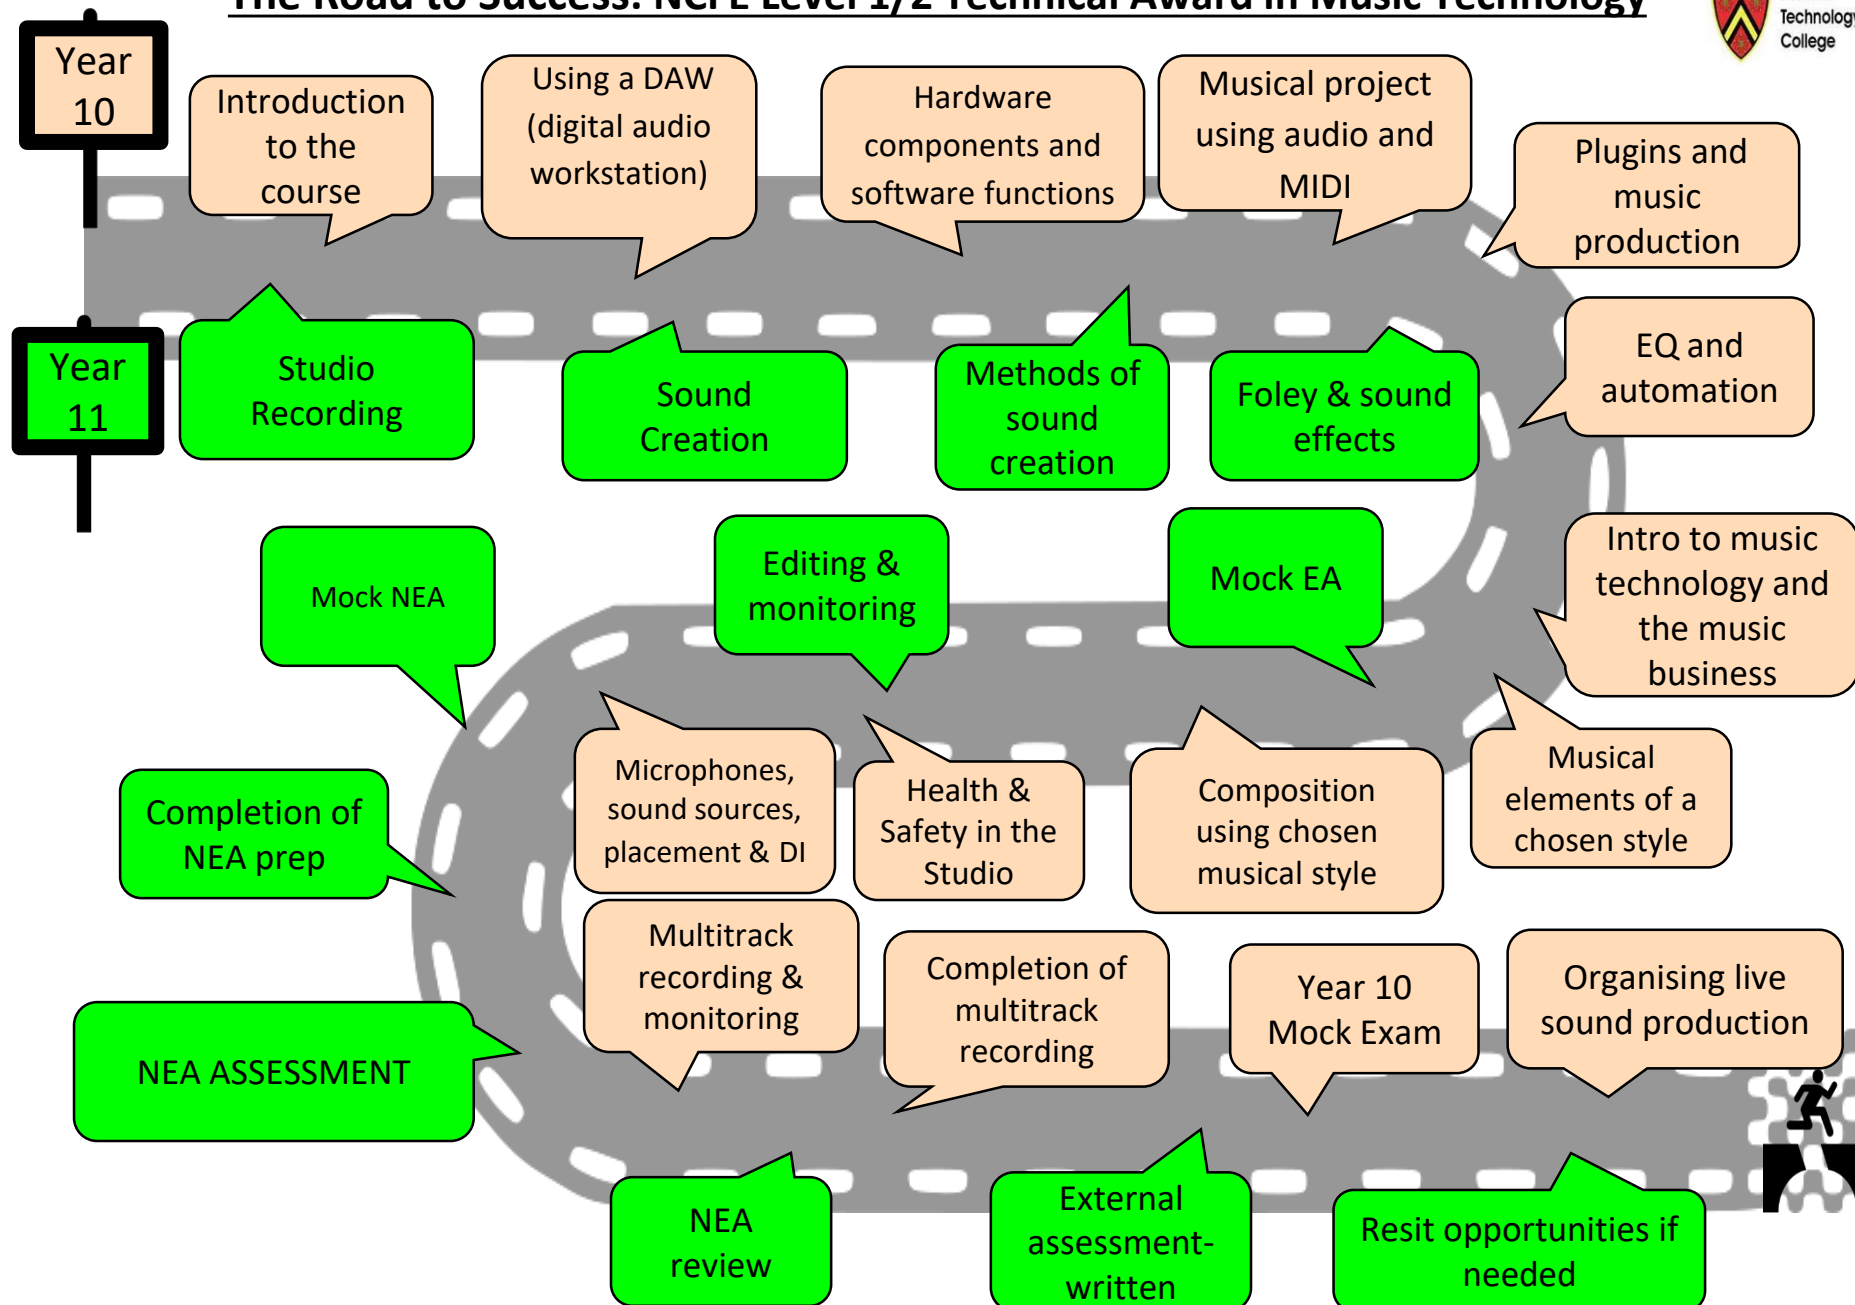 The Road to Success: NCFE Level 1/2 Technical Award in Music Technology
Technology
College
Year
10
Introduction
to the
course
Using a DAW
(digital audio
workstation)
Hardware
components and
software functions
Musical project
using audio and
MIDI
Plugins and
music
production
EQ and
automation
Intro to music
technology and
the music
business
Musical
elements of a
chosen style
Composition
using chosen
musical style
Health &
Safety in the
Studio
Microphones,
sound sources,
placement & DI
Multitrack
recording &
monitoring
Completion of
multitrack
recording
Year 10
Mock Exam
Organising live
sound production
Year
11
Studio
Recording
Sound
Creation
Methods of
sound
creation
Foley & sound
effects
Mock EA
Editing &
monitoring
Mock NEA
Completion of
NEA prep
NEA ASSESSMENT
NEA
review
External
assessment-
written
Resit opportunities if
needed